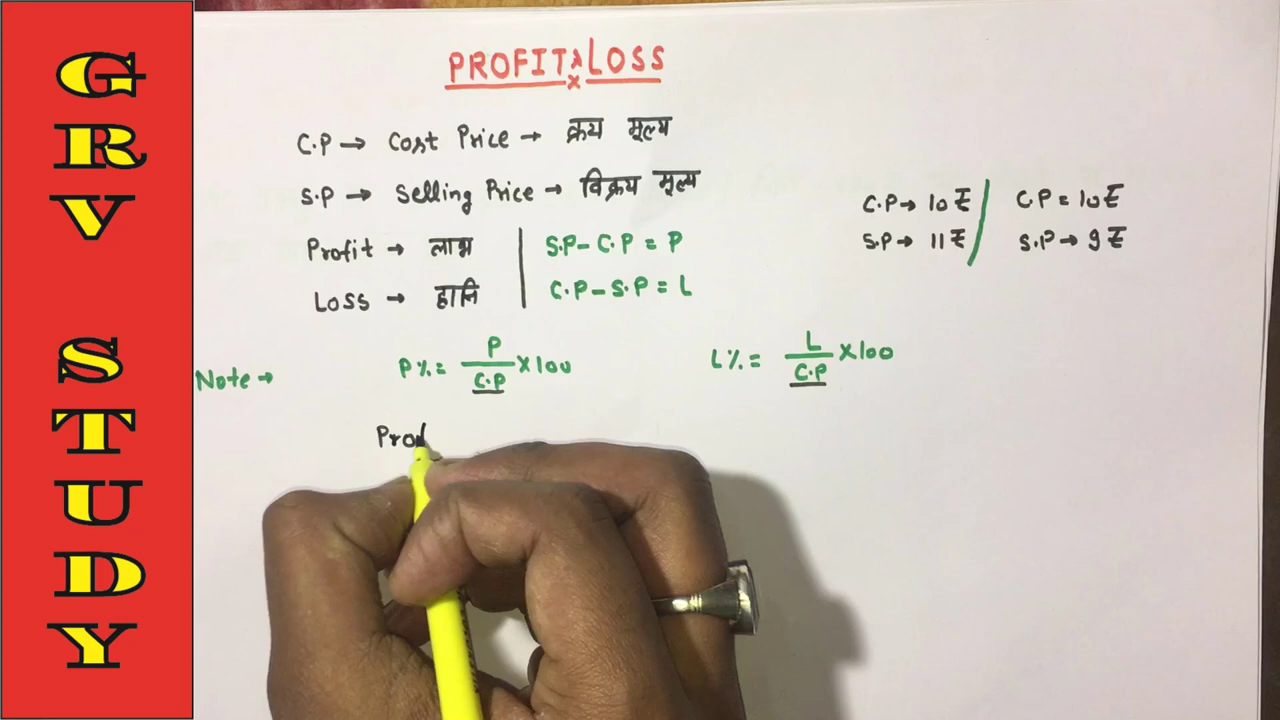 GRV STUDY
PROFIT & LOSS
C.P → Cost Price → क्रय मूल्य
S.P → Selling Price → विक्रय मूल्य
Profit → लाभ
Loss → हानि
S.P - C.P = P
C.P - S.P = L
C.P → 10 ₹
S.P → 11 ₹
C.P = 10 ₹
S.P → 9 ₹
Note →
P% = P/C.P × 100
L% = L/C.P × 100
Prof